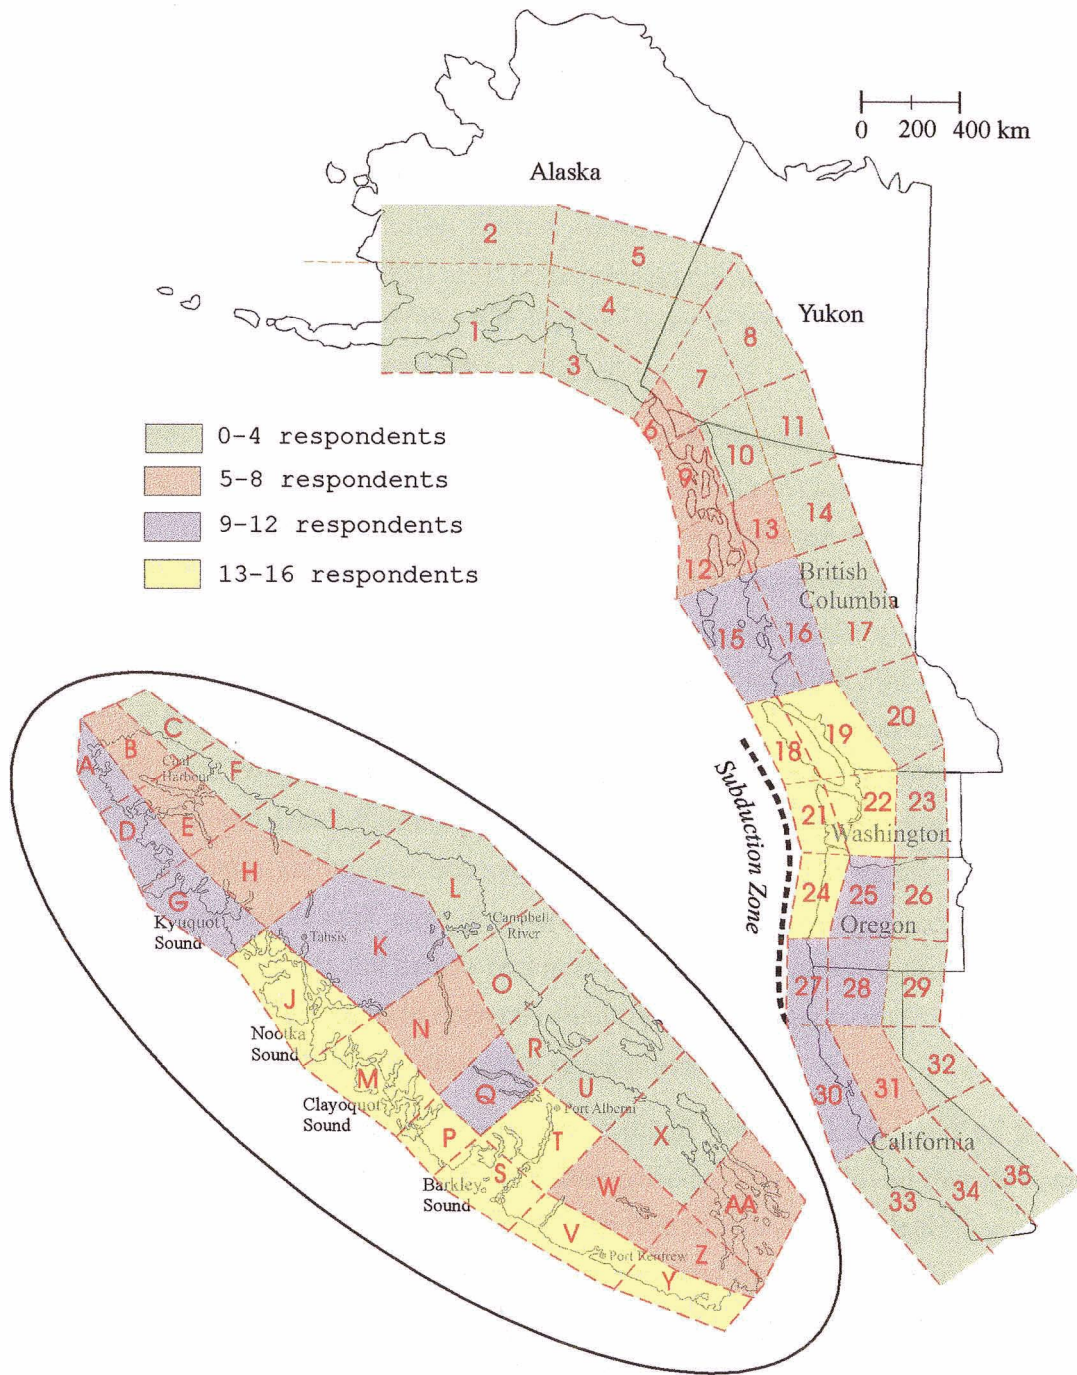 Alaska
0 200 400 km
2
5
Yukon
4
1
8
3
7
11
6
10
0-4 respondents
9
5-8 respondents
14
13
9-12 respondents
12
British
Columbia
13-16 respondents
15
16
17
20
19
18
C
B
A
Coal
Harbour
F
21
22
23
Washington
Subduction Zone
I
D
E
H
L
24
25
26
G
Kyuquot
Sound
Tahsis
K
Campbell
River
Oregon
27
28
29
J
O
N
R
Nootka
Sound
32
M
Q
U
Port Alberni
30
31
Clayoquot
Sound
P
T
X
California
S
W
35
34
33
Barkley
Sound
AA
V
Port Renfrew
Z
Y